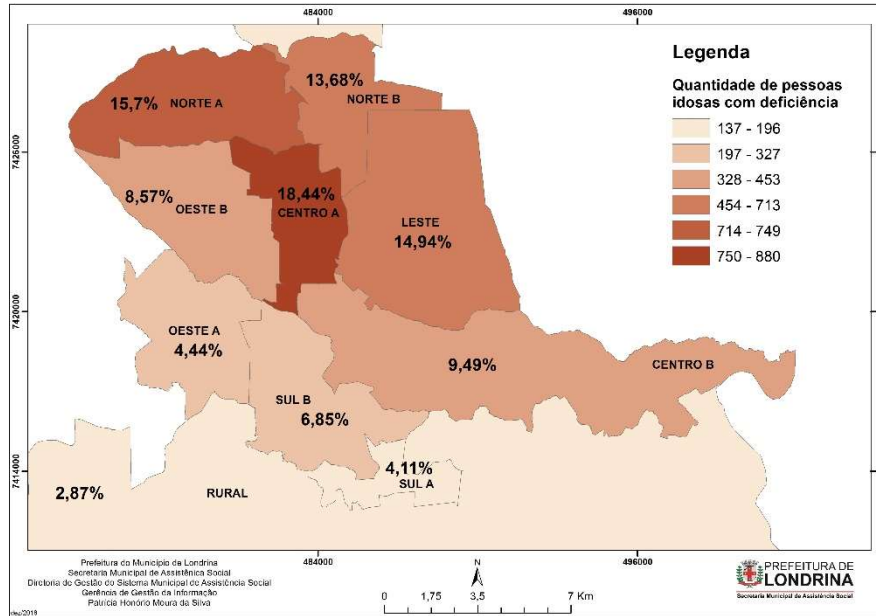 484000
496000
Legenda
Quantidade de pessoas
idosas com deficiência
137 - 196
197 - 327
328 - 453
454 - 713
714 - 749
750 - 880
7426000
7420000
7414000
13,68%
NORTE B
15,7%
NORTE A
18,44%
CENTRO A
8,57%
OESTE B
LESTE
14,94%
OESTE A
4,44%
9,49%
CENTRO B
SUL B
6,85%
4,11%
SUL A
2,87%
RURAL
484000
496000
Prefeitura do Município de Londrina
Secretaria Municipal de Assistência Social
Diretoria de Gestão do Sistema Municipal de Assistência Social
Gerência de Gestão da Informação
Patrícia Honório Moura da Silva
N
0 1,75 3,5 7 Km
PREFEITURA DE
LONDRINA
Secretaria Municipal de Assistência Social